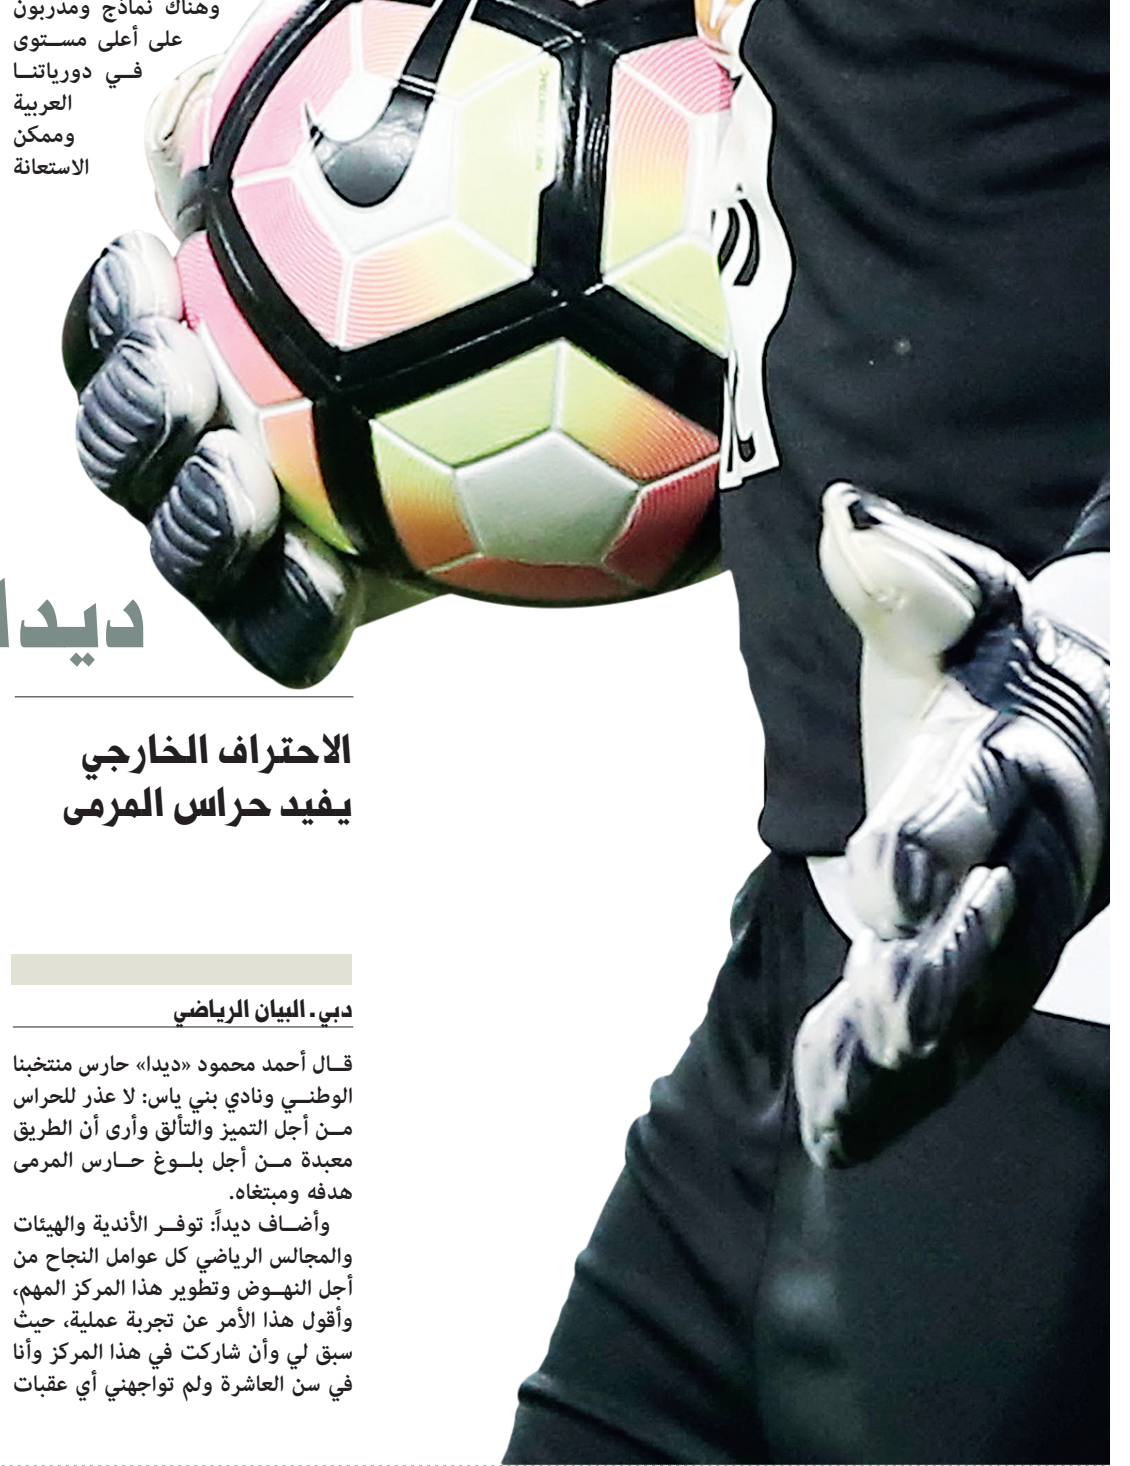 وهناك نماذج ومدربون
على أعلى مستوى
في دورياتنا
العربية
وممكن
الاستعانة
ديدا
الاحتراف الخارجي
يفيد حراس المرمى
دبي ـ البيان الرياضي
قال أحمد محمود «ديدا» حارس منتخبنا
الوطني ونادي بني ياس: لا عذر للحراس
من أجل التميز والتألق وأرى أن الطريق
معبدة من أجل بلوغ حارس المرمى
هدفه ومبتغاه.
وأضاف ديداً: توفر الأندية والهيئات
والمجالس الرياضي كل عوامل النجاح من
أجل النهوض وتطوير هذا المركز المهم،
وأقول هذا الأمر عن تجربة عملية، حيث
سبق لي وأن شاركت في هذا المركز وأنا
في سن العاشرة ولم تواجهني أي عقبات